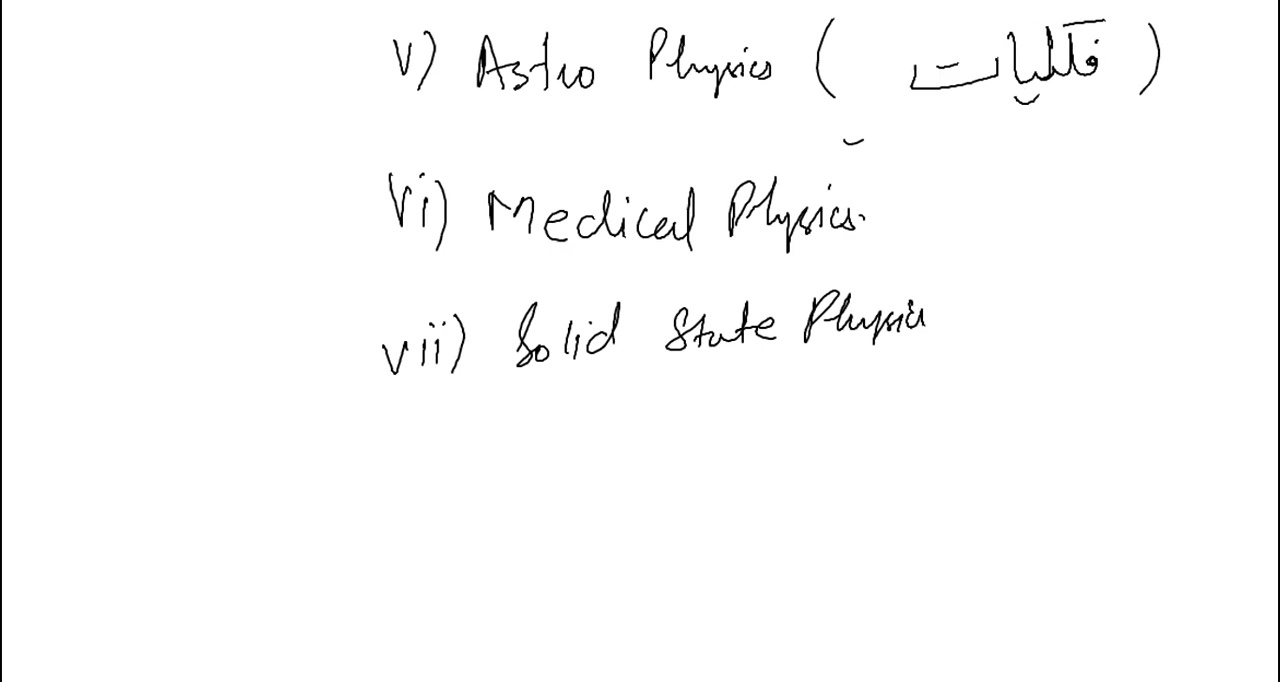 v) Astro Physics ( فلکیات )
vi) Medical Physics.
vii) Solid State Physics